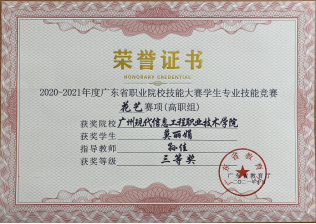 荣誉证书
HONORARY CREDENTIAL
2020-2021年度广东省职业院校技能大赛学生专业技能竞赛
花艺赛项(高职组)
获奖院校 广州现代信息工程职业技术学院
获奖学生 莫丽娟
指导教师 孙佳
获奖等级 三等奖